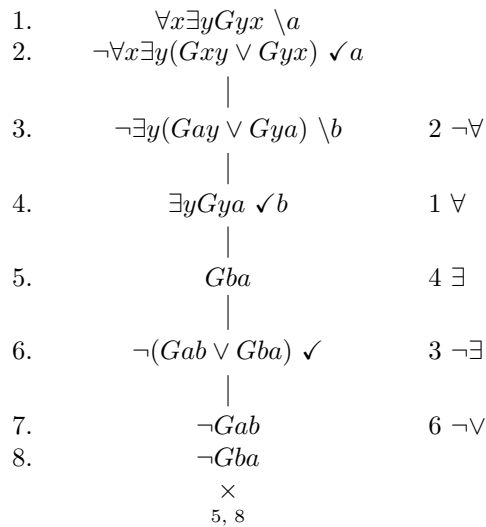 1. ∀x∃yGyx \a
2. ¬∀x∃y(Gxy ∨ Gyx) ✓a
3. ¬∃y(Gay ∨ Gya) \b 2 ¬∀
4. ∃yGya ✓b 1 ∀
5. Gba 4 ∃
6. ¬(Gab ∨ Gba) ✓ 3 ¬∃
7. ¬Gab 6 ¬∨
8. ¬Gba
×
5, 8